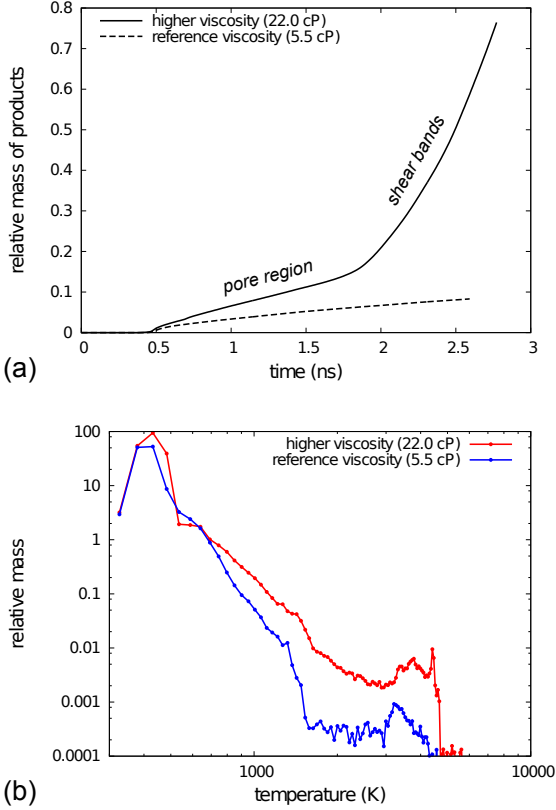 0.8
higher viscosity (22.0 cP)
reference viscosity (5.5 cP)
0.7
0.6
0.5
0.4
0.3
0.2
0.1
0
relative mass of products
pore region
shear bands
0 0.5 1 1.5 2 2.5 3
time (ns)
(a)
100
higher viscosity (22.0 cP)
reference viscosity (5.5 cP)
10
1
0.1
0.01
0.001
0.0001
relative mass
1000 10000
temperature (K)
(b)